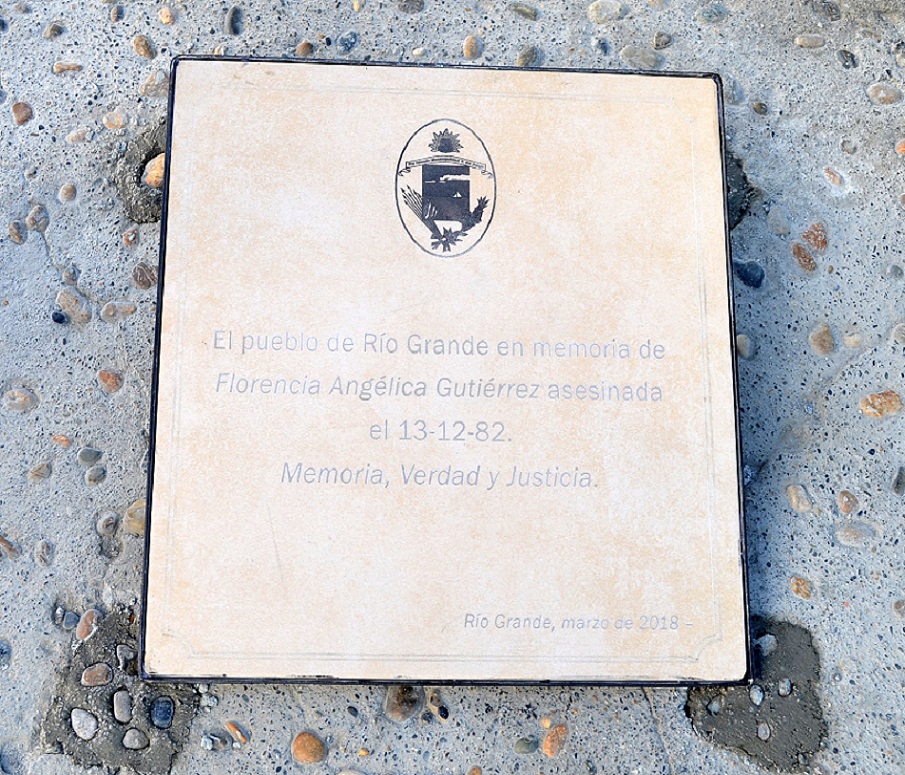 El pueblo de Río Grande en memoria de
Florencia Angélica Gutiérrez asesinada
el 13-12-82.
Memoria, Verdad y Justicia.
Río Grande, marzo de 2018 –